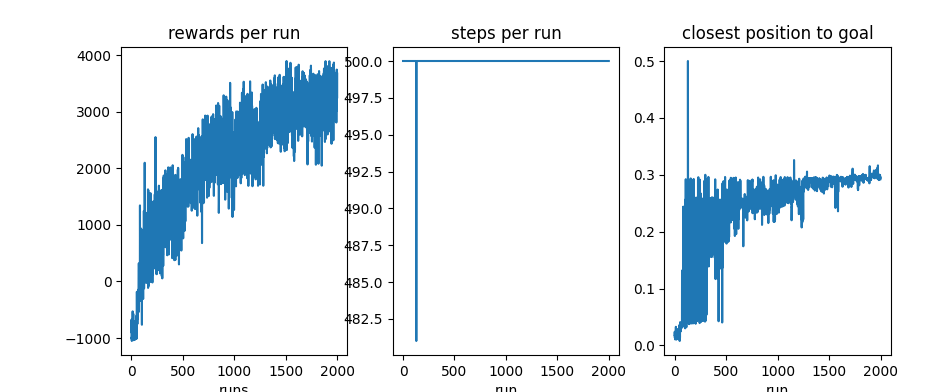 rewards per run
4000
3000
2000
1000
0
−1000
0 500 1000 1500 2000
runs
steps per run
500.0
497.5
495.0
492.5
490.0
487.5
485.0
482.5
0 500 1000 1500 2000
run
closest position to goal
0.5
0.4
0.3
0.2
0.1
0.0
0 500 1000 1500 2000
run